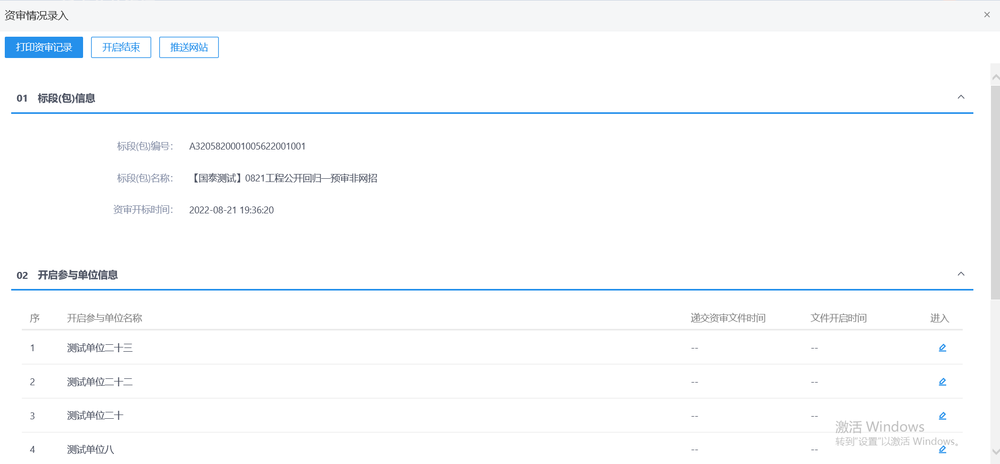 资审情况录入
打印资审记录 开启结束 推送网站
01 标段(包)信息
标段(包)编号： A3205820001005622001001
标段(包)名称： 【国泰测试】0821工程公开回归—预审非网招
资审开标时间： 2022-08-21 19:36:20
02 开启参与单位信息
序 开启参与单位名称 递交资审文件时间 文件开启时间 进入
1 测试单位二十三 -- --
2 测试单位二十二 -- --
3 测试单位二十 -- --
激活 Windows
转到“设置”以激活 Windows。
4 测试单位八 -- --